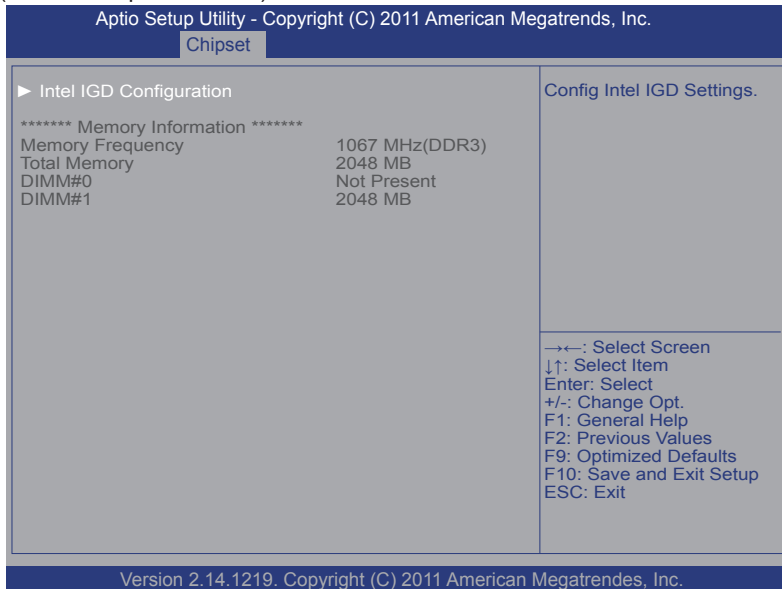 Aptio Setup Utility - Copyright (C) 2011 American Megatrends, Inc.
Chipset
► Intel IGD Configuration
******* Memory Information *******
Memory Frequency 1067 MHz(DDR3)
Total Memory 2048 MB
DIMM#0 Not Present
DIMM#1 2048 MB
Config Intel IGD Settings.
→←: Select Screen
↓↑: Select Item
Enter: Select
+/-: Change Opt.
F1: General Help
F2: Previous Values
F9: Optimized Defaults
F10: Save and Exit Setup
ESC: Exit
Version 2.14.1219. Copyright (C) 2011 American Megatrendes, Inc.